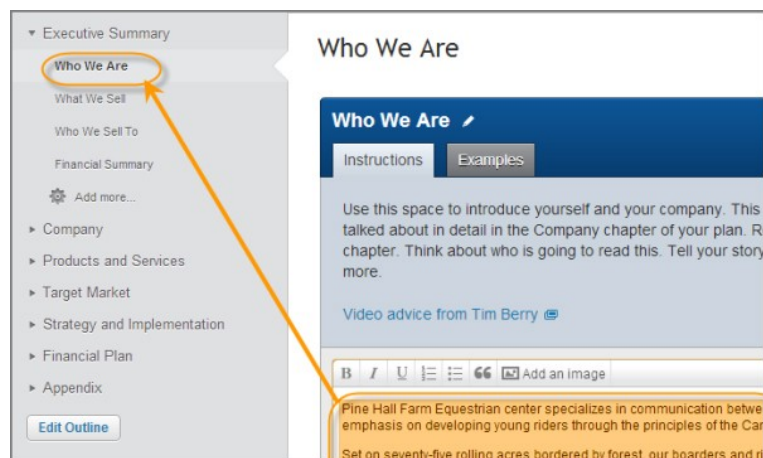 Executive Summary
Who We Are
What We Sell
Who We Sell To
Financial Summary
Add more...
Company
Products and Services
Target Market
Strategy and Implementation
Financial Plan
Appendix
Edit Outline
Who We Are
Who We Are
Instructions Examples
Use this space to introduce yourself and your company. This
talked about in detail in the Company chapter of your plan. R
chapter. Think about who is going to read this. Tell your story
more.
Video advice from Tim Berry
B I U Add an image
Pine Hall Farm Equestrian center specializes in communication betwe
emphasis on developing young riders through the principles of the Car
Set on seventy-five rolling acres bordered by forest, our boarders and ri